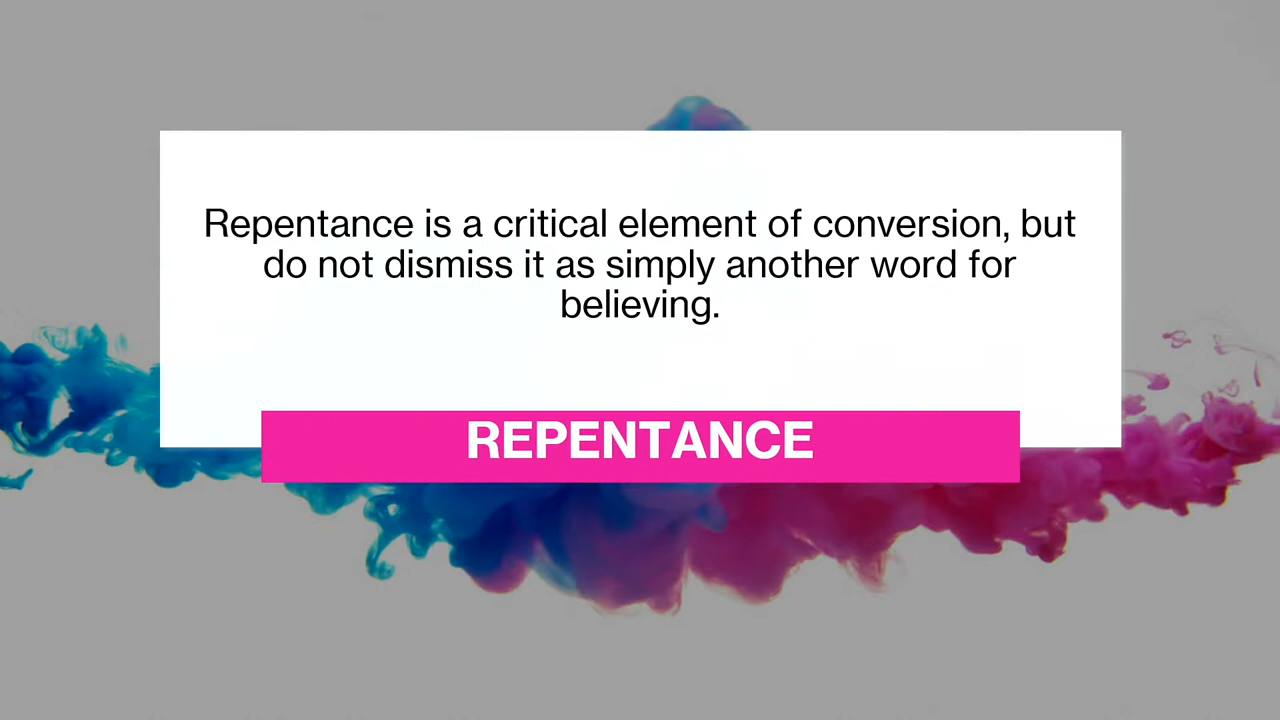 Repentance is a critical element of conversion, but
do not dismiss it as simply another word for
believing.
REPENTANCE